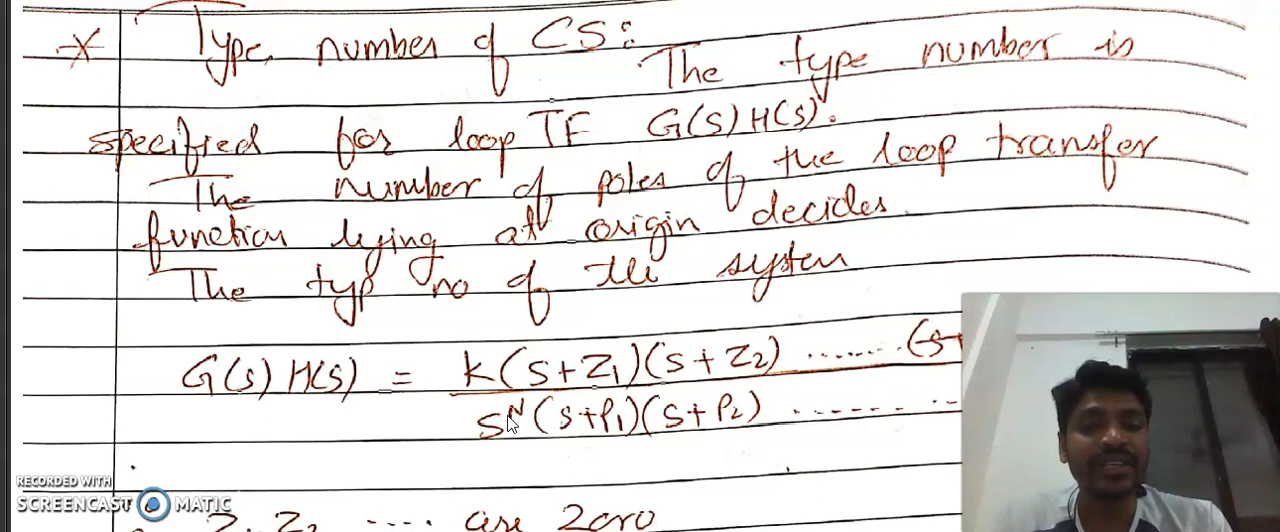 Type number of CS:
The type number is
specified for loop TF G(S) H(S).
The number of poles of the loop transfer
function lying at origin decides
The typ no of the system
G(s) H(s) = K(S+Z1)(S+Z2) ...... (S+
S^N (S+P1)(S+P2) ..........
Z1 Z2 .... are Zero
RECORDED WITH
SCREENCAST MATIC